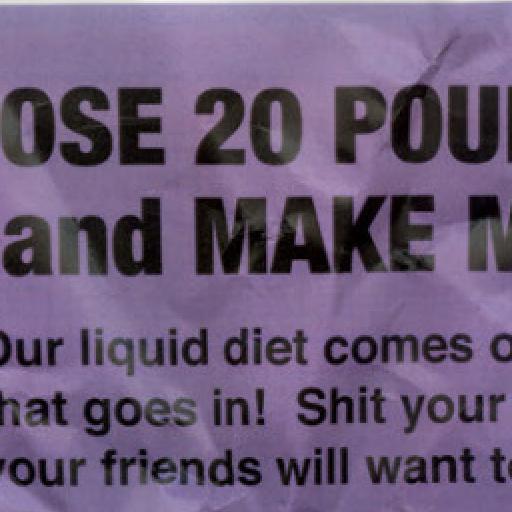 OSE 20 POU
and MAKE M
Our liquid diet comes o
hat goes in! Shit your
your friends will want to